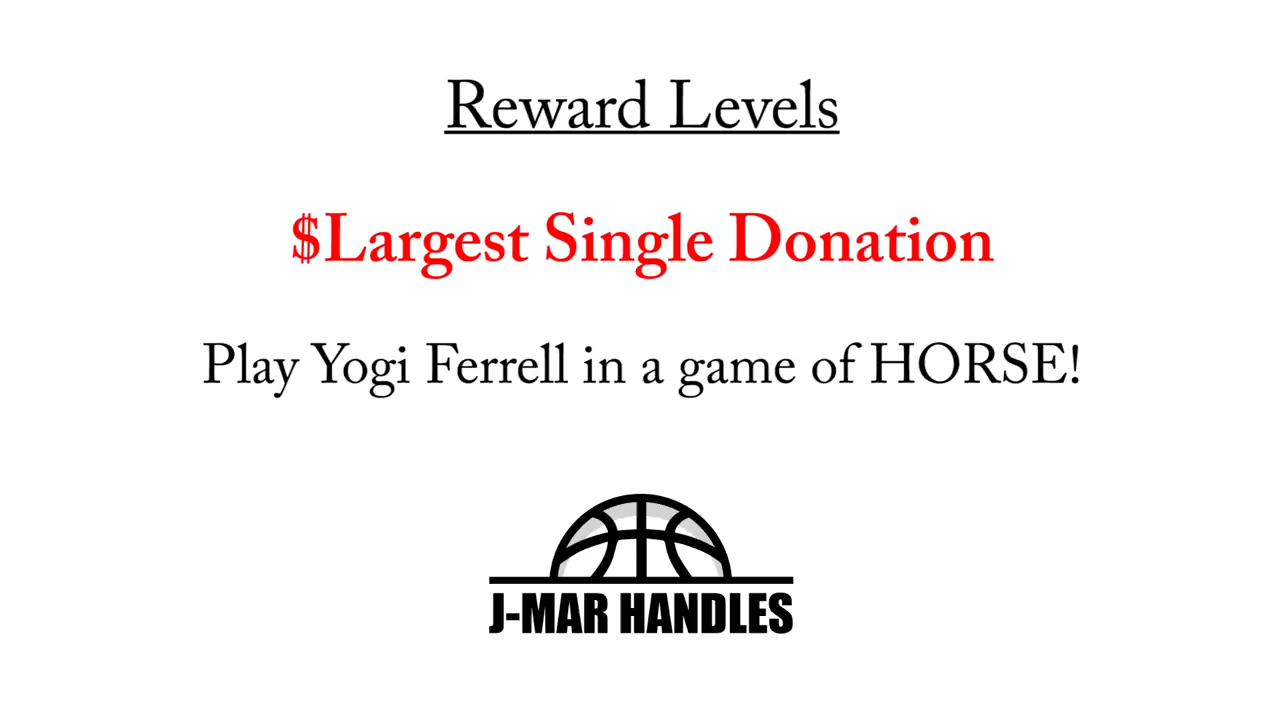 Reward Levels
$Largest Single Donation
Play Yogi Ferrell in a game of HORSE!
J-MAR HANDLES